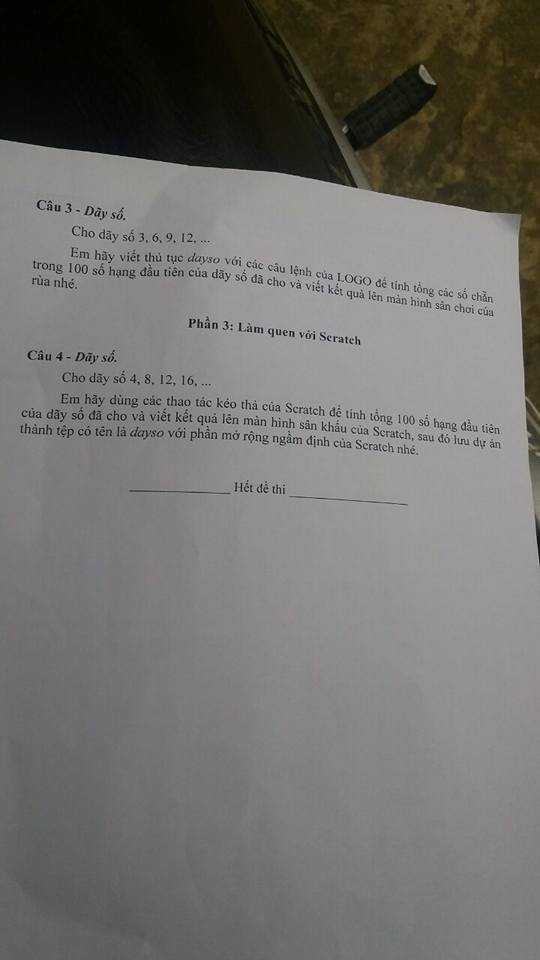 Câu 3 - Dãy số.
Cho dãy số 3, 6, 9, 12, ...
Em hãy viết thủ tục dayso với các câu lệnh của LOGO để tính tổng các số chẵn
trong 100 số hạng đầu tiên của dãy số đã cho và viết kết quả lên màn hình sân chơi của
rùa nhé.
Phần 3: Làm quen với Scratch
Câu 4 - Dãy số.
Cho dãy số 4, 8, 12, 16, ...
Em hãy dùng các thao tác kéo thả của Scratch để tính tổng 100 số hạng đầu tiên
của dãy số đã cho và viết kết quả lên màn hình sân khấu của Scratch, sau đó lưu dự án
thành tệp có tên là dayso với phần mở rộng ngầm định của Scratch nhé.
Hết đề thi